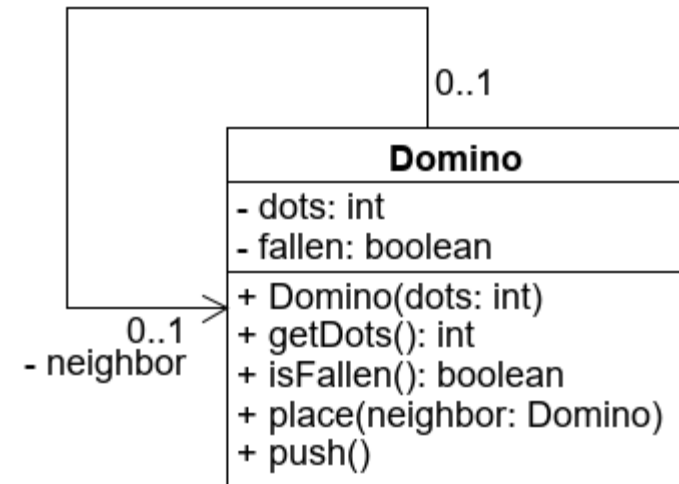 0..1
Domino
- dots: int
- fallen: boolean
+ Domino(dots: int)
+ getDots(): int
+ isFallen(): boolean
+ place(neighbor: Domino)
+ push()
0..1
- neighbor